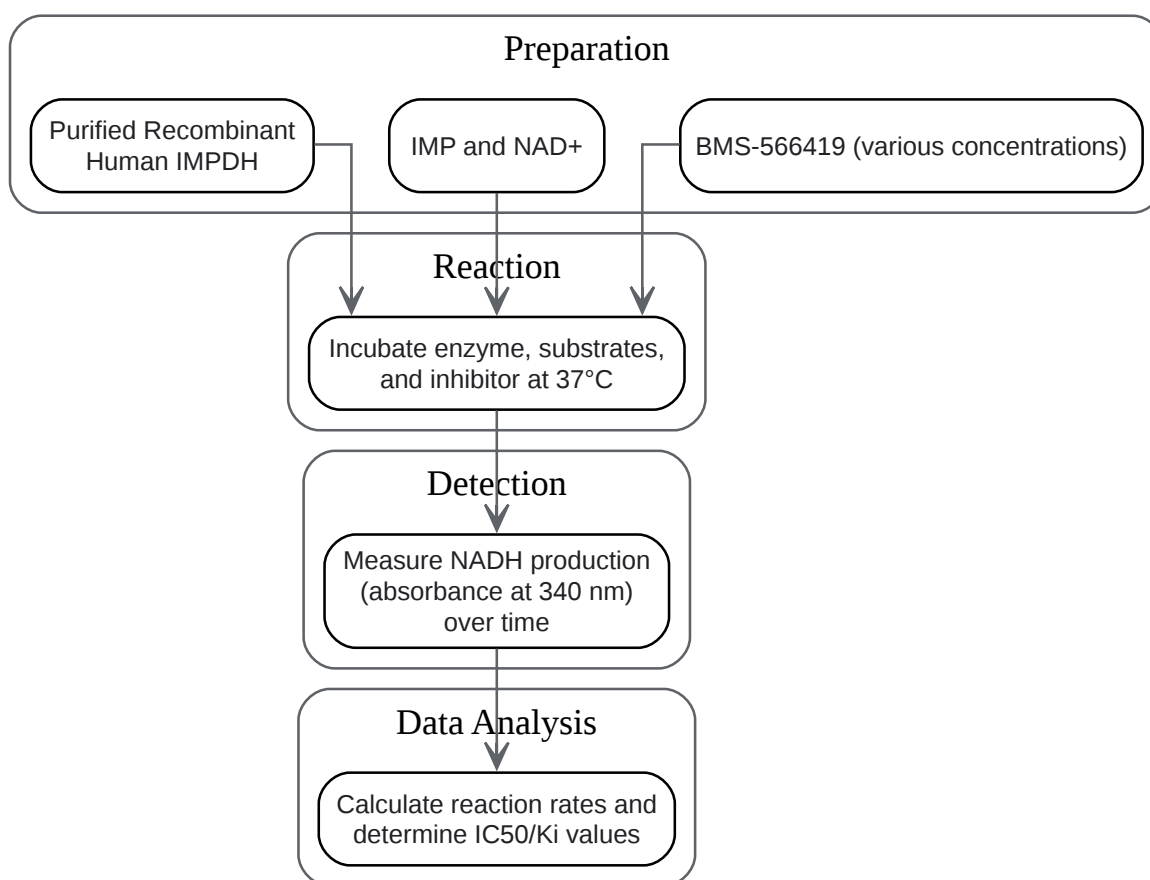 Preparation
Purified Recombinant
Human IMPDH
IMP and NAD+
BMS-566419 (various concentrations)
Reaction
Incubate enzyme, substrates,
and inhibitor at 37°C
Detection
Measure NADH production
(absorbance at 340 nm)
over time
Data Analysis
Calculate reaction rates and
determine IC50/Ki values